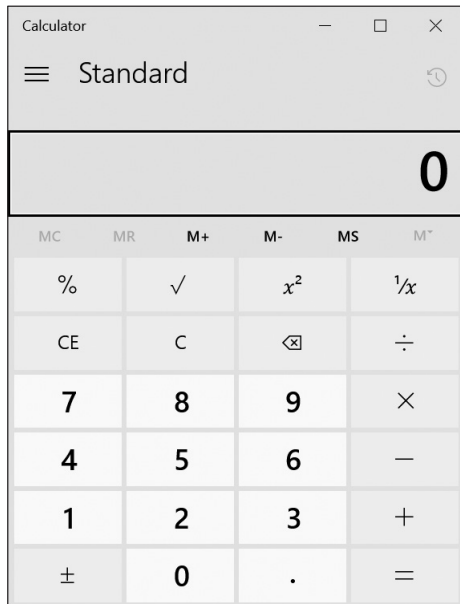 Calculator
Standard
0
MC MR M+ M- MS M˅
% √ x² ¹/x
CE C ⌫ ÷
7 8 9 ×
4 5 6 −
1 2 3 +
± 0 . =